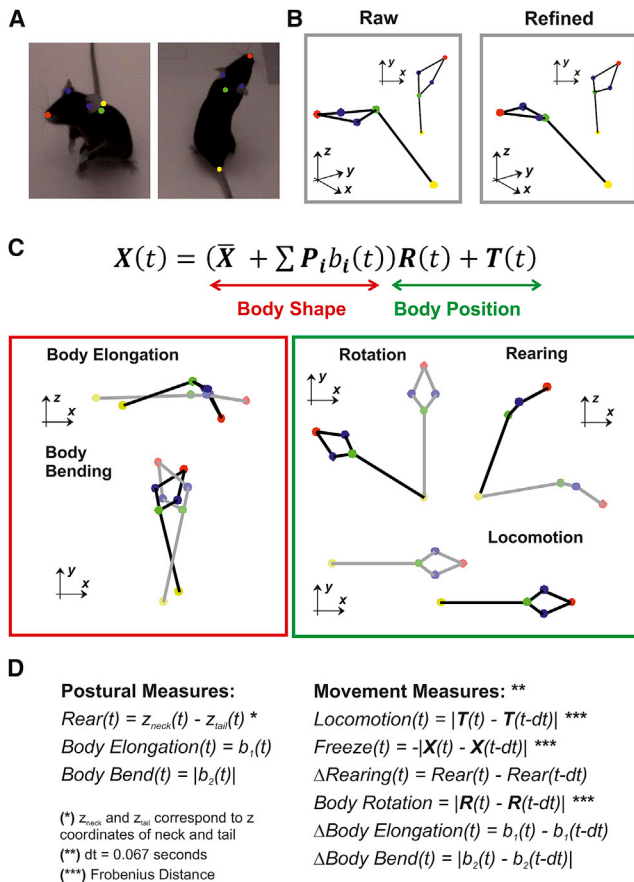 A
B
Raw
Refined
y
x
y
x
z
y
x
z
y
x
C
X(t) = (X̅ + ∑ P_i b_i(t))R(t) + T(t)
Body Shape
Body Position
Body Elongation
z
x
Body
Bending
y
x
Rotation
y
x
Rearing
z
x
Locomotion
y
x
D
Postural Measures:
Rear(t) = z_neck(t) - z_tail(t) *
Body Elongation(t) = b_1(t)
Body Bend(t) = |b_2(t)|
(*) z_neck and z_tail correspond to z
coordinates of neck and tail
(**) dt = 0.067 seconds
(***) Frobenius Distance
Movement Measures: **
Locomotion(t) = |T(t) - T(t-dt)| ***
Freeze(t) = -|X(t) - X(t-dt)| ***
ΔRearing(t) = Rear(t) - Rear(t-dt)
Body Rotation = |R(t) - R(t-dt)| ***
ΔBody Elongation(t) = b_1(t) - b_1(t-dt)
ΔBody Bend(t) = |b_2(t) - b_2(t-dt)|